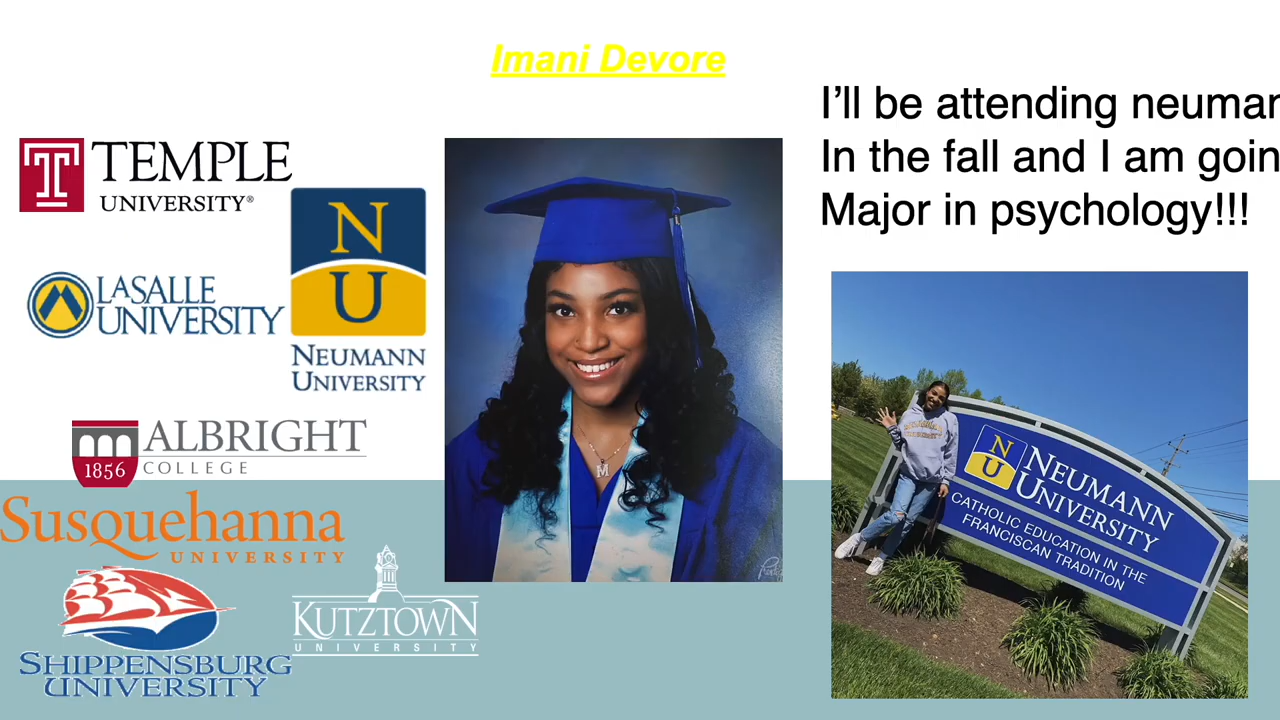 Imani Devore
I'll be attending neuman
In the fall and I am goin
Major in psychology!!!
TEMPLE
UNIVERSITY®
N
U
NEUMANN
UNIVERSITY
LASALLE
UNIVERSITY
ALBRIGHT
COLLEGE
1856
Susquehanna
UNIVERSITY
KUTZTOWN
UNIVERSITY
SHIPPENSBURG
UNIVERSITY
M
N
U
NEUMANN
UNIVERSITY
CATHOLIC EDUCATION IN THE
FRANCISCAN TRADITION